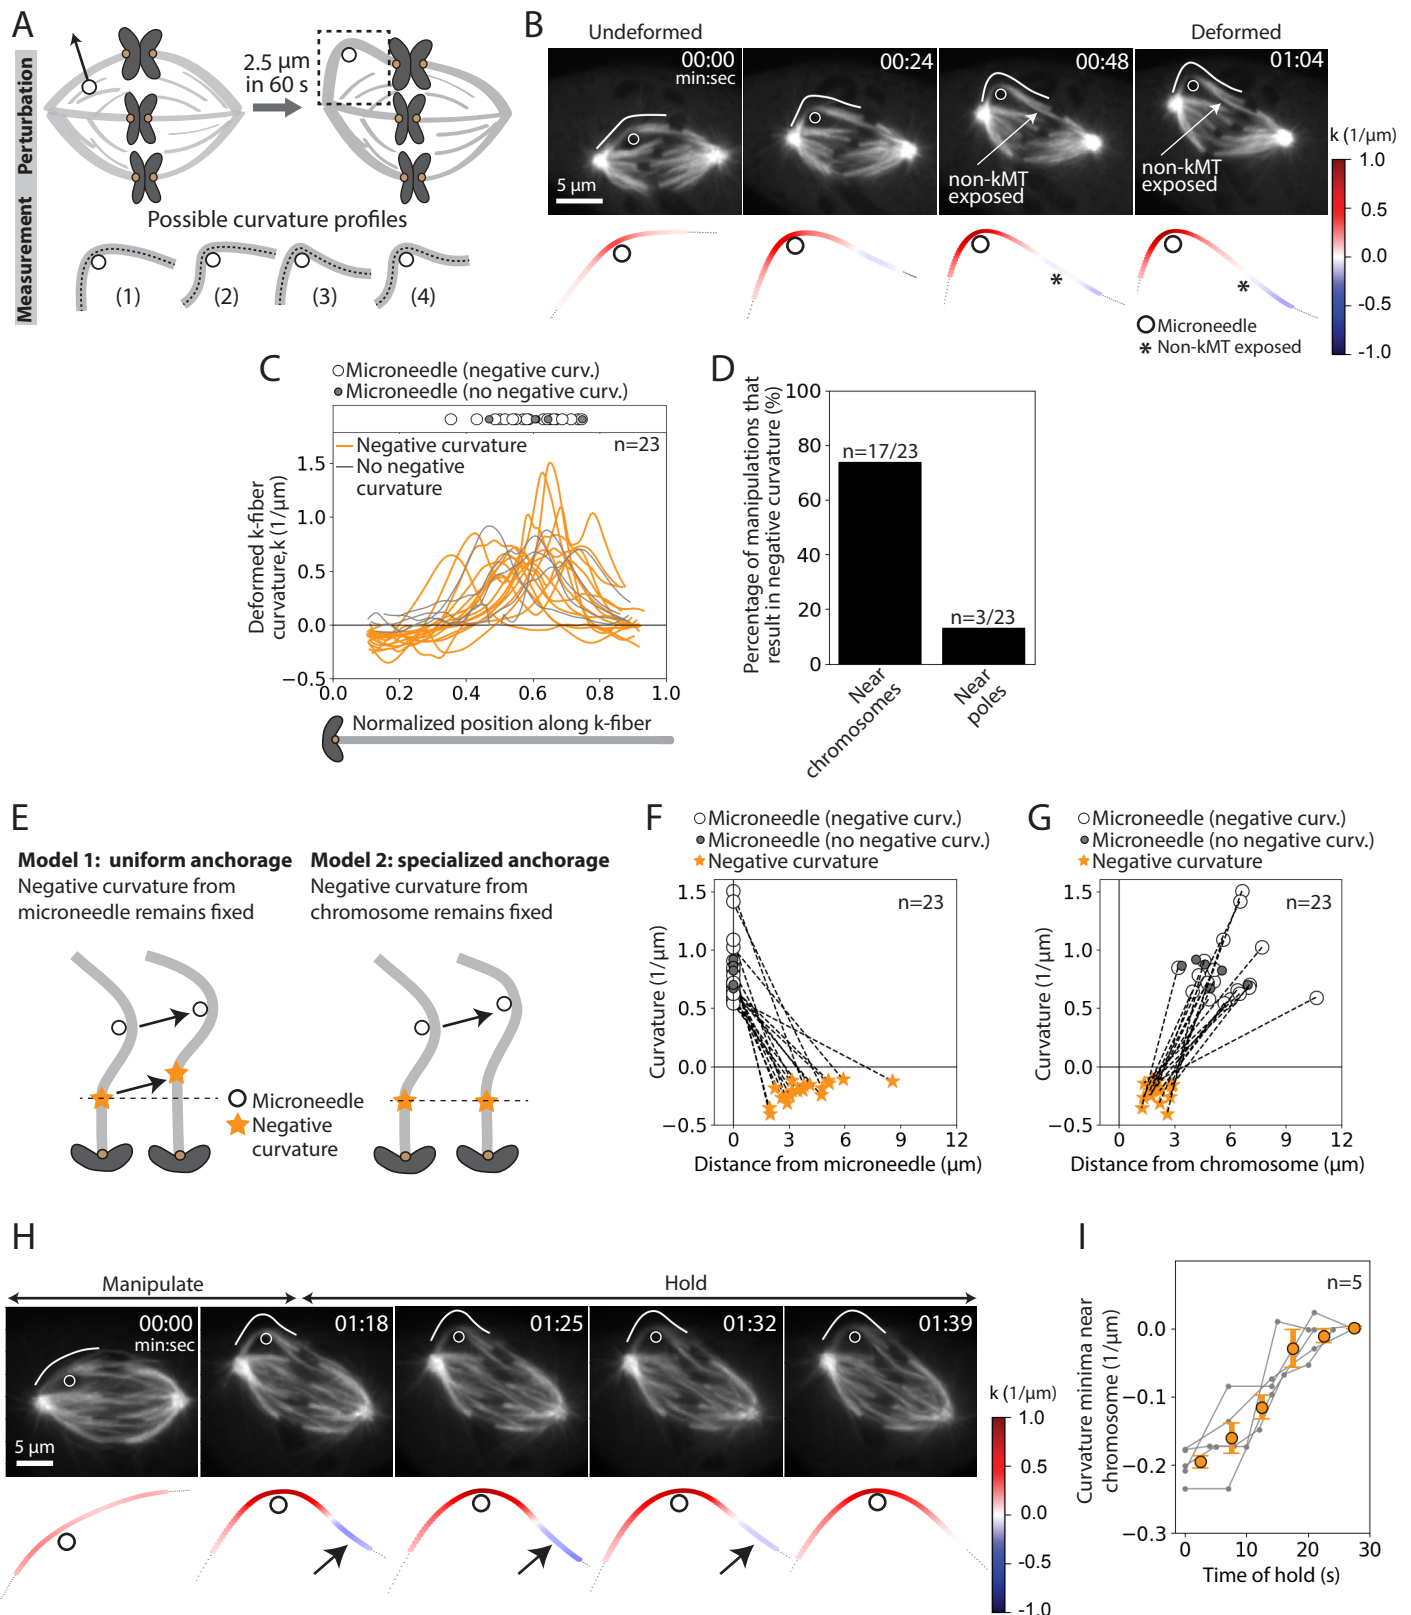 A
Perturbation
Measurement
2.5 µm
in 60 s
Possible curvature profiles
(1)
(2)
(3)
(4)
B
Undeformed
Deformed
00:00
min:sec
00:24
00:48
01:04
5 µm
non-kMT
exposed
non-kMT
exposed
k (1/µm)
1.0
0.5
0.0
-0.5
-1.0
Microneedle
* Non-kMT exposed
*
*
C
Microneedle (negative curv.)
Microneedle (no negative curv.)
Negative curvature
No negative
curvature
n=23
Deformed k-fiber
curvature,k (1/µm)
1.5
1.0
0.5
0.0
−0.5
0.0
0.2
0.4
0.6
0.8
1.0
Normalized position along k-fiber
D
Percentage of manipulations that
result in negative curvature (%)
100
80
60
40
20
0
n=17/23
n=3/23
Near
chromosomes
Near
poles
E
Model 1: uniform anchorage
Negative curvature from
microneedle remains fixed
Model 2: specialized anchorage
Negative curvature from
chromosome remains fixed
Microneedle
Negative
curvature
F
Microneedle (negative curv.)
Microneedle (no negative curv.)
Negative curvature
n=23
Curvature (1/µm)
1.5
1.0
0.5
0.0
−0.5
0
3
6
9
12
Distance from microneedle (µm)
G
Microneedle (negative curv.)
Microneedle (no negative curv.)
Negative curvature
n=23
Curvature (1/µm)
1.5
1.0
0.5
0.0
−0.5
0
3
6
9
12
Distance from chromosome (µm)
H
Manipulate
Hold
00:00
min:sec
01:18
01:25
01:32
01:39
5 µm
k (1/µm)
1.0
0.5
0.0
-0.5
-1.0
I
n=5
Curvature minima near
chromosome (1/µm)
0.0
−0.1
−0.2
−0.3
0
10
20
30
Time of hold (s)